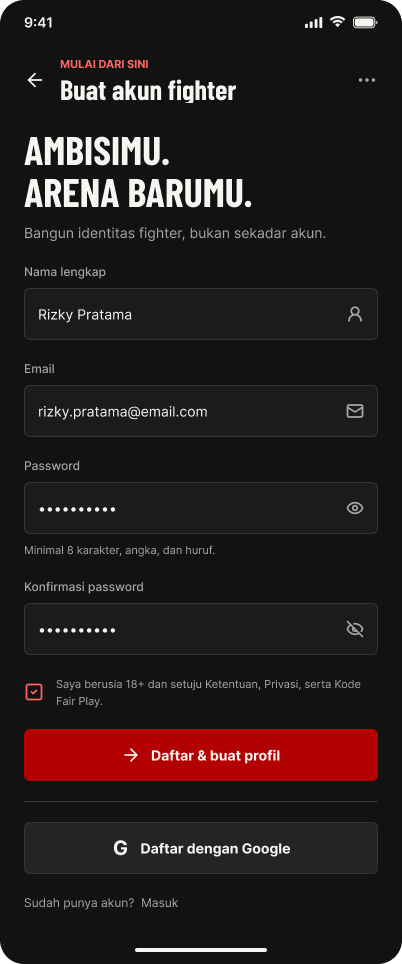 9:41
MULAI DARI SINI
Buat akun fighter
AMBISIMU.
ARENA BARUMU.
Bangun identitas fighter, bukan sekadar akun.
Nama lengkap
Rizky Pratama
Email
rizky.pratama@email.com
Password
••••••••••
Minimal 8 karakter, angka, dan huruf.
Konfirmasi password
••••••••••
Saya berusia 18+ dan setuju Ketentuan, Privasi, serta Kode
Fair Play.
Daftar & buat profil
G Daftar dengan Google
Sudah punya akun? Masuk